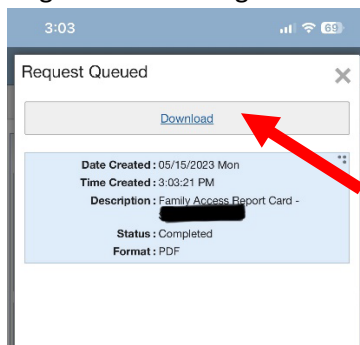 3:03 69
Request Queued
Download
Date Created : 05/15/2023 Mon
Time Created : 3:03:21 PM
Description : Family Access Report Card -
Status : Completed
Format : PDF